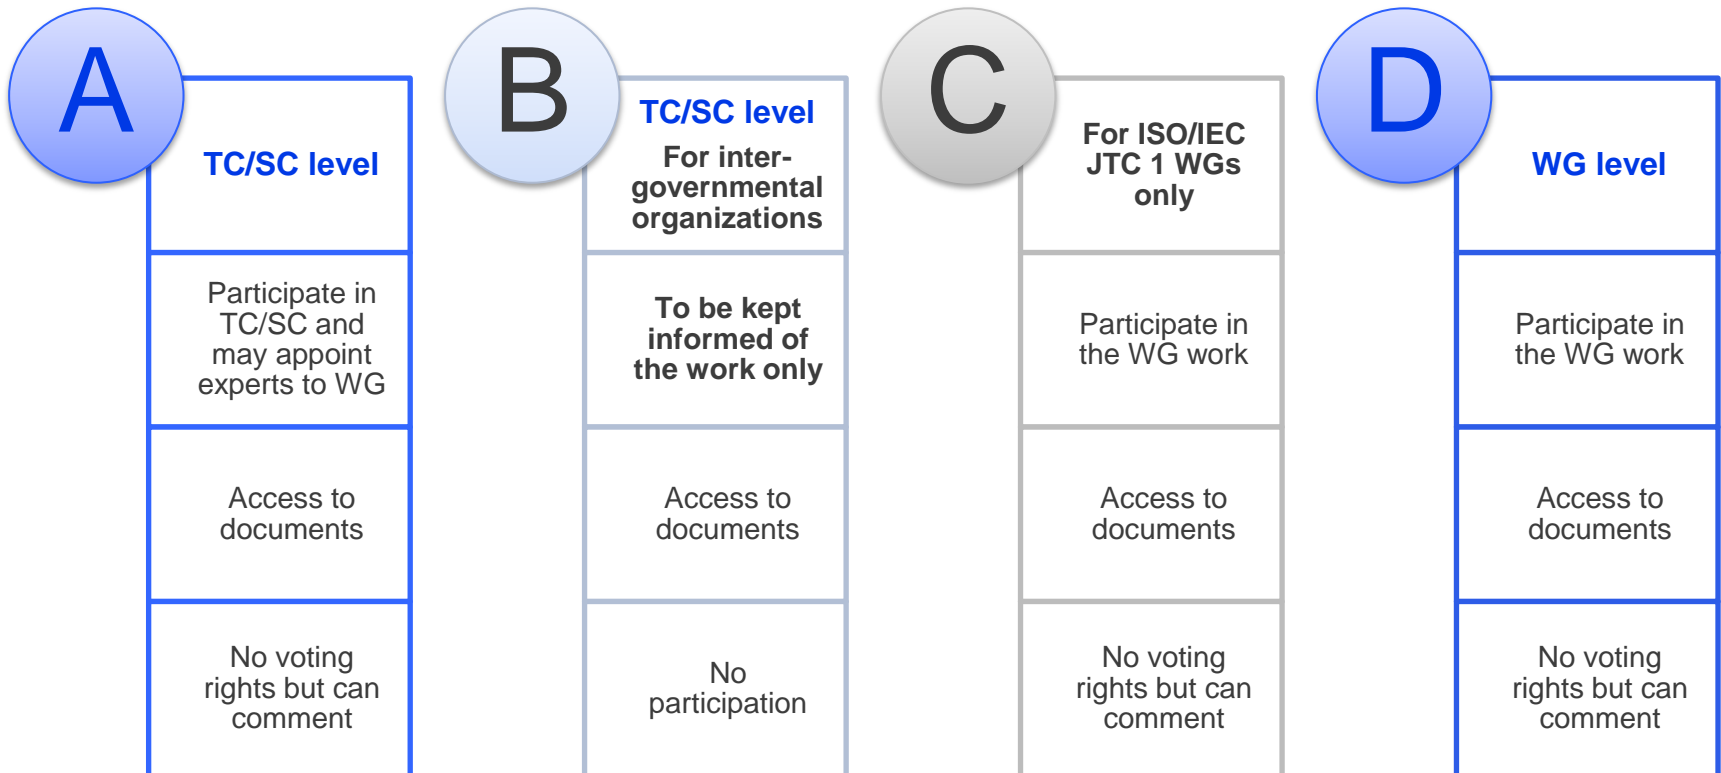 A
TC/SC level
Participate in
TC/SC and
may appoint
experts to WG
Access to
documents
No voting
rights but can
comment
B
TC/SC level
For inter-
governmental
organizations
To be kept
informed of
the work only
Access to
documents
No
participation
C
For ISO/IEC
JTC 1 WGs
only
Participate in
the WG work
Access to
documents
No voting
rights but can
comment
D
WG level
Participate in
the WG work
Access to
documents
No voting
rights but can
comment